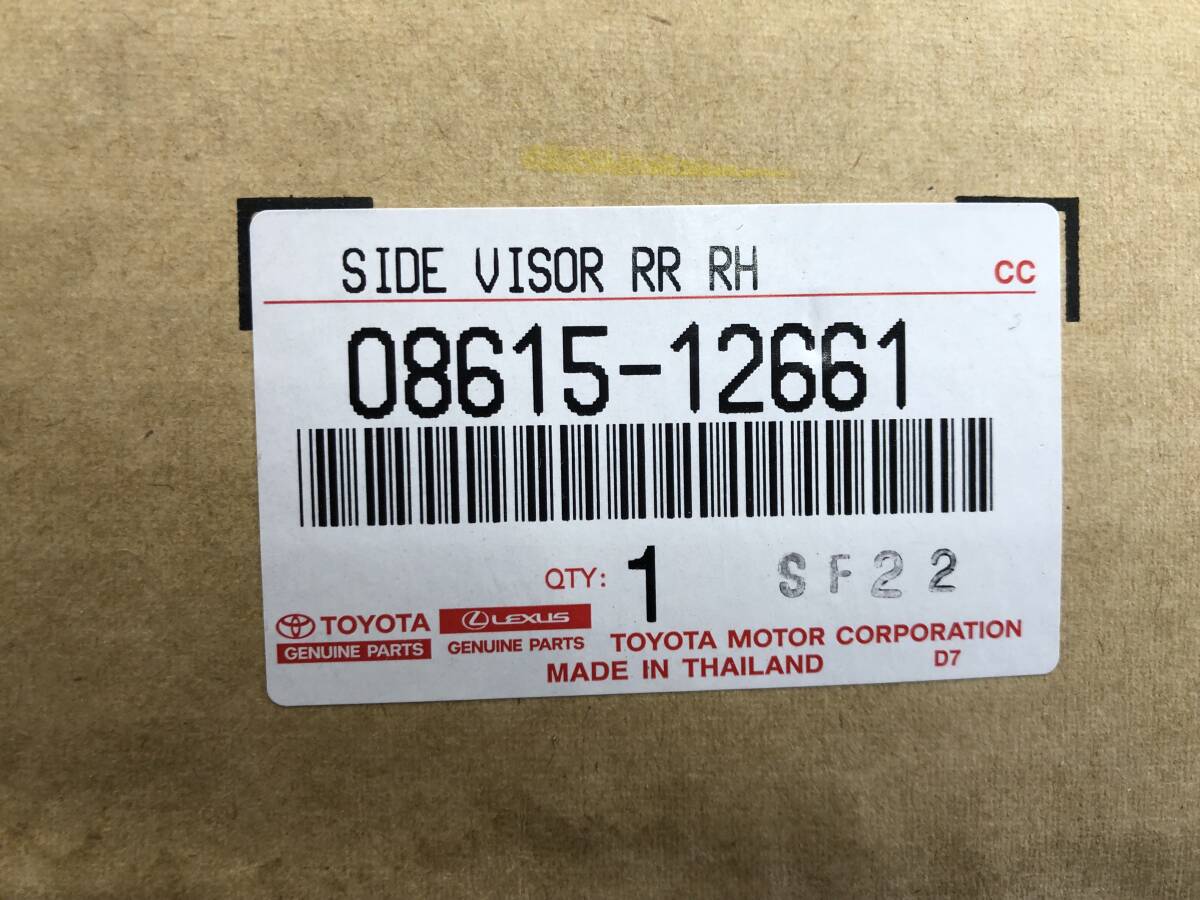 SIDE VISOR RR RH CC
08615-12661
QTY: 1 SF22
TOYOTA LEXUS
GENUINE PARTS GENUINE PARTS TOYOTA MOTOR CORPORATION
MADE IN THAILAND D7